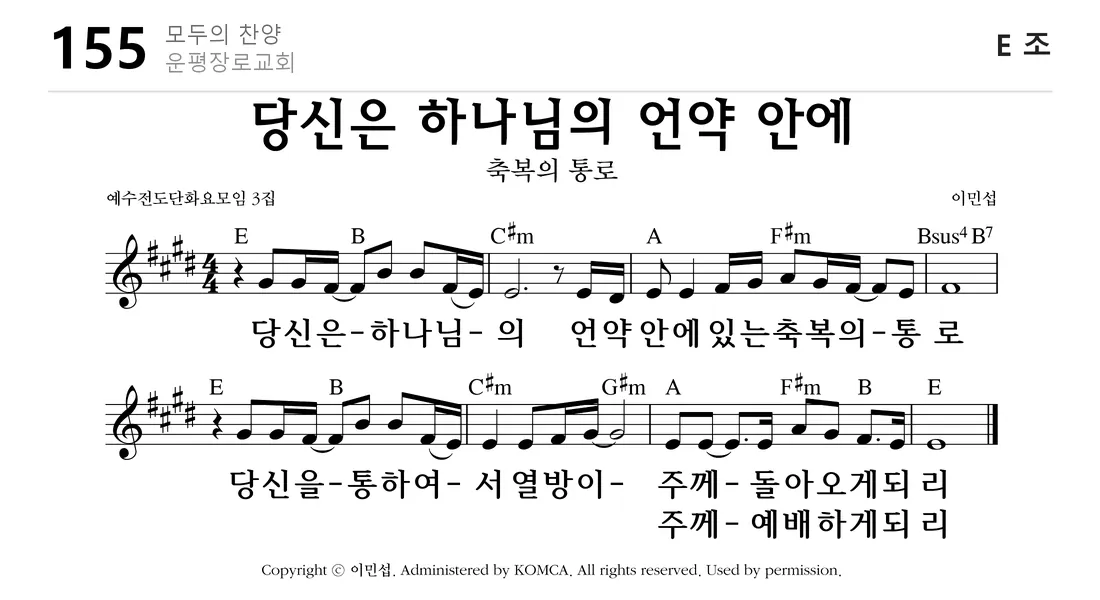 155 모두의 찬양
운평장로교회
E 조
당신은 하나님의 언약 안에
축복의 통로
예수전도단화요모임 3집
이민섭
E B C#m A F#m Bsus4 B7
당신은-하나님- 의 언약안에있는축복의-통 로
E B C#m G#m A F#m B E
당신을-통하여- 서열방이- 주께- 돌아오게되리
주께- 예배하게되리
Copyright ⓒ 이민섭. Administered by KOMCA. All rights reserved. Used by permission.